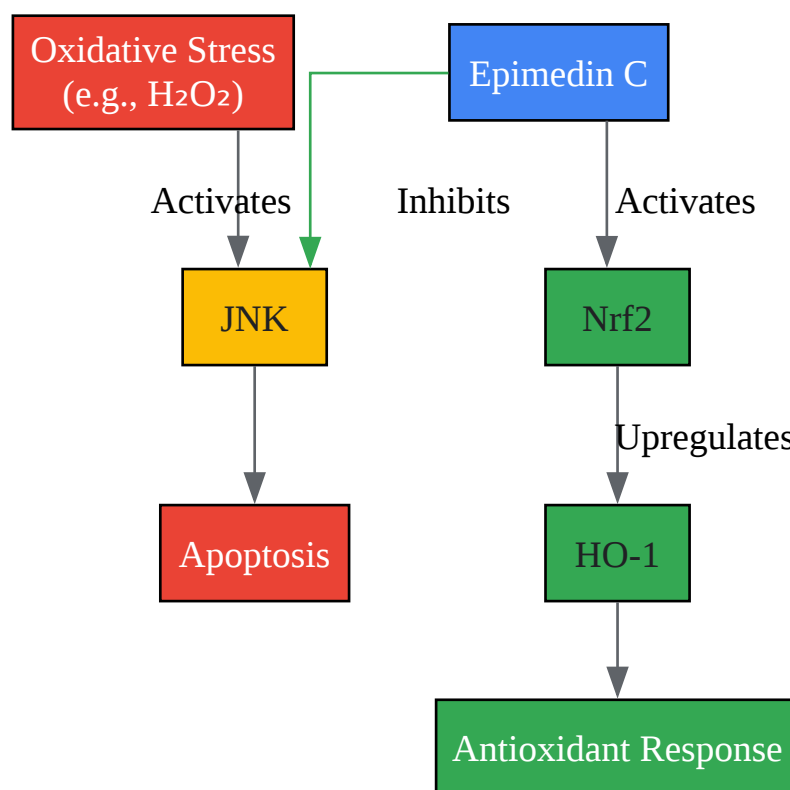 Oxidative Stress
(e.g., H₂O₂)
Epimedin C
Activates
Inhibits
Activates
JNK
Nrf2
Upregulates
Apoptosis
HO-1
Antioxidant Response